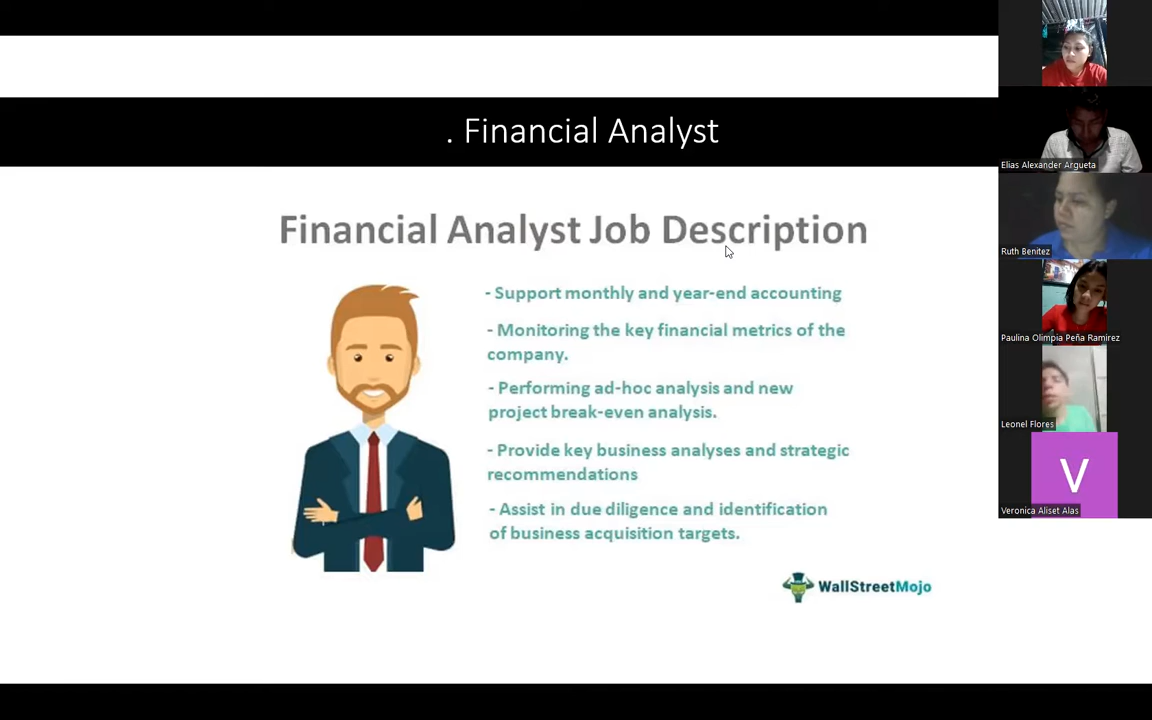 . Financial Analyst
Financial Analyst Job Description
- Support monthly and year-end accounting
- Monitoring the key financial metrics of the
company.
- Performing ad-hoc analysis and new
project break-even analysis.
- Provide key business analyses and strategic
recommendations
- Assist in due diligence and identification
of business acquisition targets.
WallStreetMojo
Elias Alexander Argueta
Ruth Benitez
Paulina Olimpia Peña Ramirez
Leonel Flores
V
Veronica Aliset Alas